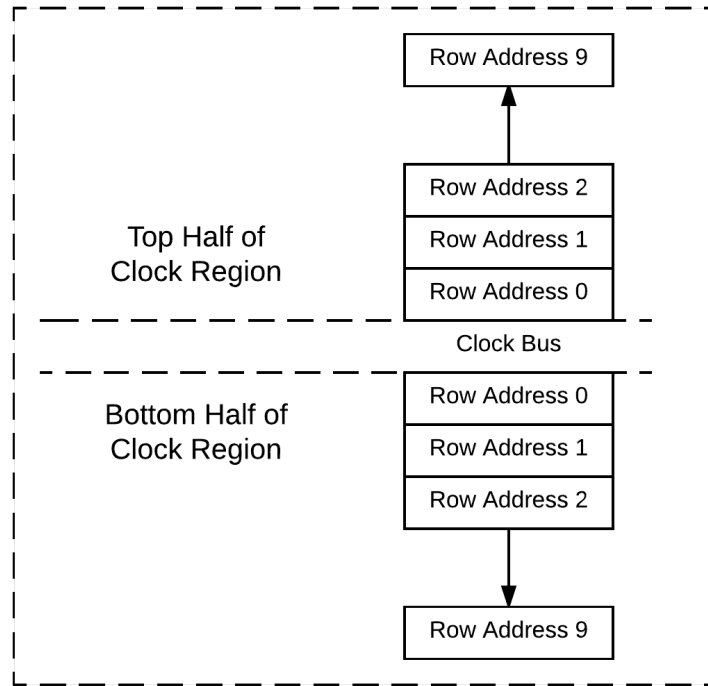 Row Address 9
Row Address 2
Top Half of
Clock Region
Row Address 1
Row Address 0
Clock Bus
Bottom Half of
Clock Region
Row Address 0
Row Address 1
Row Address 2
Row Address 9